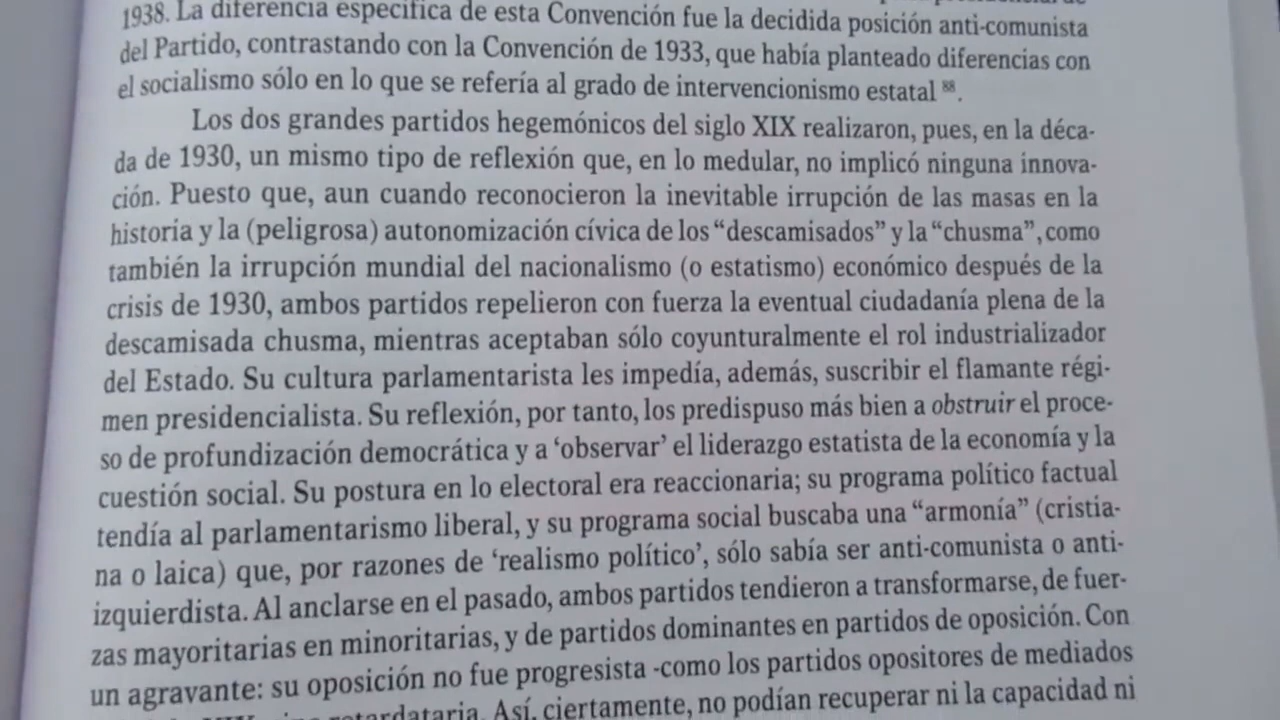 1938. La diferencia específica de esta Convención fue la decidida posición anti-comunista
del Partido, contrastando con la Convención de 1933, que había planteado diferencias con
el socialismo sólo en lo que se refería al grado de intervencionismo estatal ⁸⁸.
Los dos grandes partidos hegemónicos del siglo XIX realizaron, pues, en la déca-
da de 1930, un mismo tipo de reflexión que, en lo medular, no implicó ninguna innova-
ción. Puesto que, aun cuando reconocieron la inevitable irrupción de las masas en la
historia y la (peligrosa) autonomización cívica de los “descamisados” y la “chusma”, como
también la irrupción mundial del nacionalismo (o estatismo) económico después de la
crisis de 1930, ambos partidos repelieron con fuerza la eventual ciudadanía plena de la
descamisada chusma, mientras aceptaban sólo coyunturalmente el rol industrializador
del Estado. Su cultura parlamentarista les impedía, además, suscribir el flamante régi-
men presidencialista. Su reflexión, por tanto, los predispuso más bien a obstruir el proce-
so de profundización democrática y a ‘observar’ el liderazgo estatista de la economía y la
cuestión social. Su postura en lo electoral era reaccionaria; su programa político factual
tendía al parlamentarismo liberal, y su programa social buscaba una “armonía” (cristia-
na o laica) que, por razones de ‘realismo político’, sólo sabía ser anti-comunista o anti-
izquierdista. Al anclarse en el pasado, ambos partidos tendieron a transformarse, de fuer-
zas mayoritarias en minoritarias, y de partidos dominantes en partidos de oposición. Con
un agravante: su oposición no fue progresista -como los partidos opositores de mediados
retardataria. Así, ciertamente, no podían recuperar ni la capacidad ni